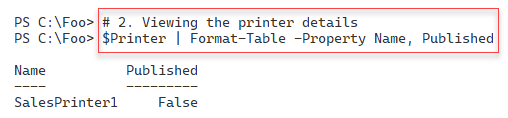 PS C:\Foo> # 2. Viewing the printer details
PS C:\Foo> $Printer | Format-Table -Property Name, Published
Name Published
---- ---------
SalesPrinter1 False